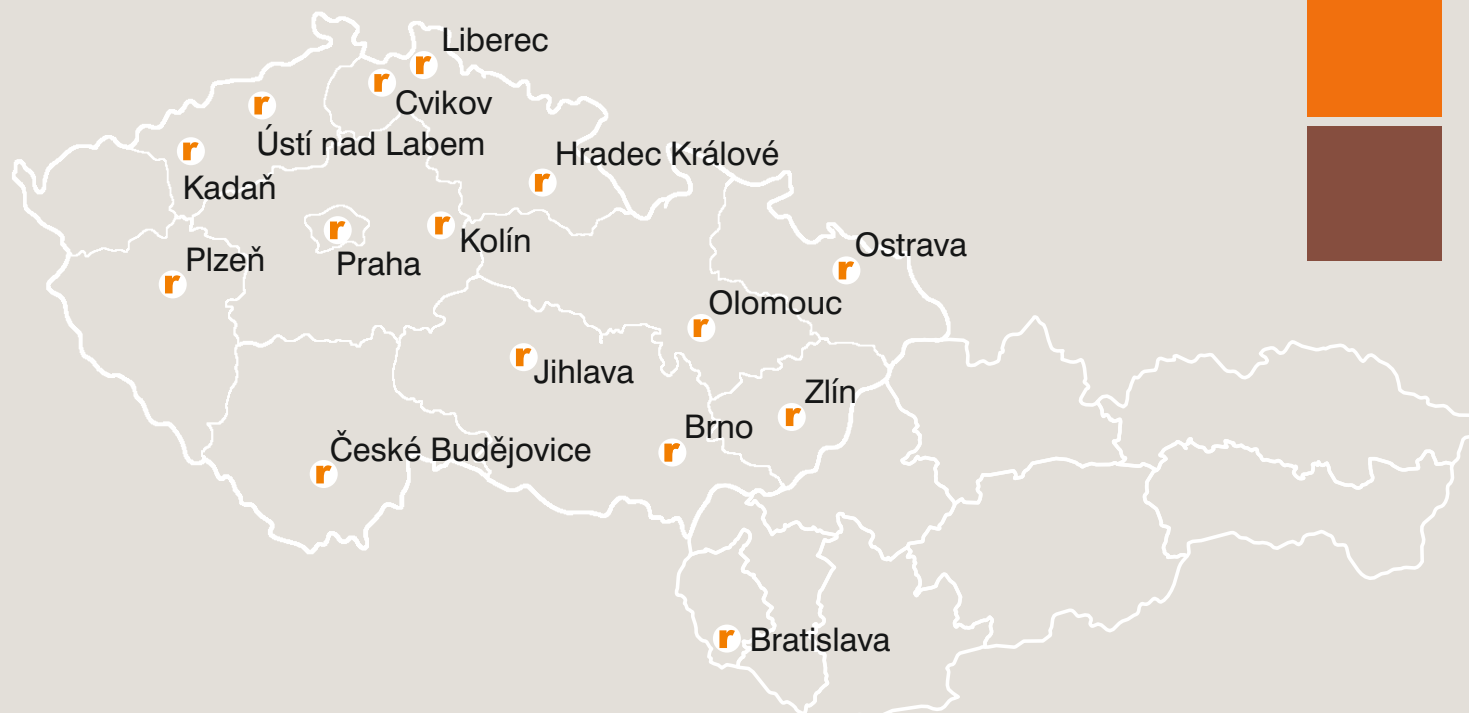 Liberec
r
r
Cvikov
r
Ústí nad Labem
r
Kadaň
Hradec Králové
r
r
Praha
r
Kolín
Plzeň
r
Ostrava
r
Olomouc
r
r
Jihlava
Zlín
r
Brno
r
České Budějovice
r
r
Bratislava